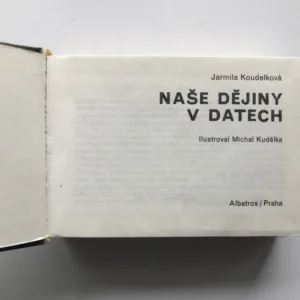 Jarmila Koudelková
NAŠE DĚJINY
V DATECH
Ilustroval Michal Kudělka
Albatros / Praha